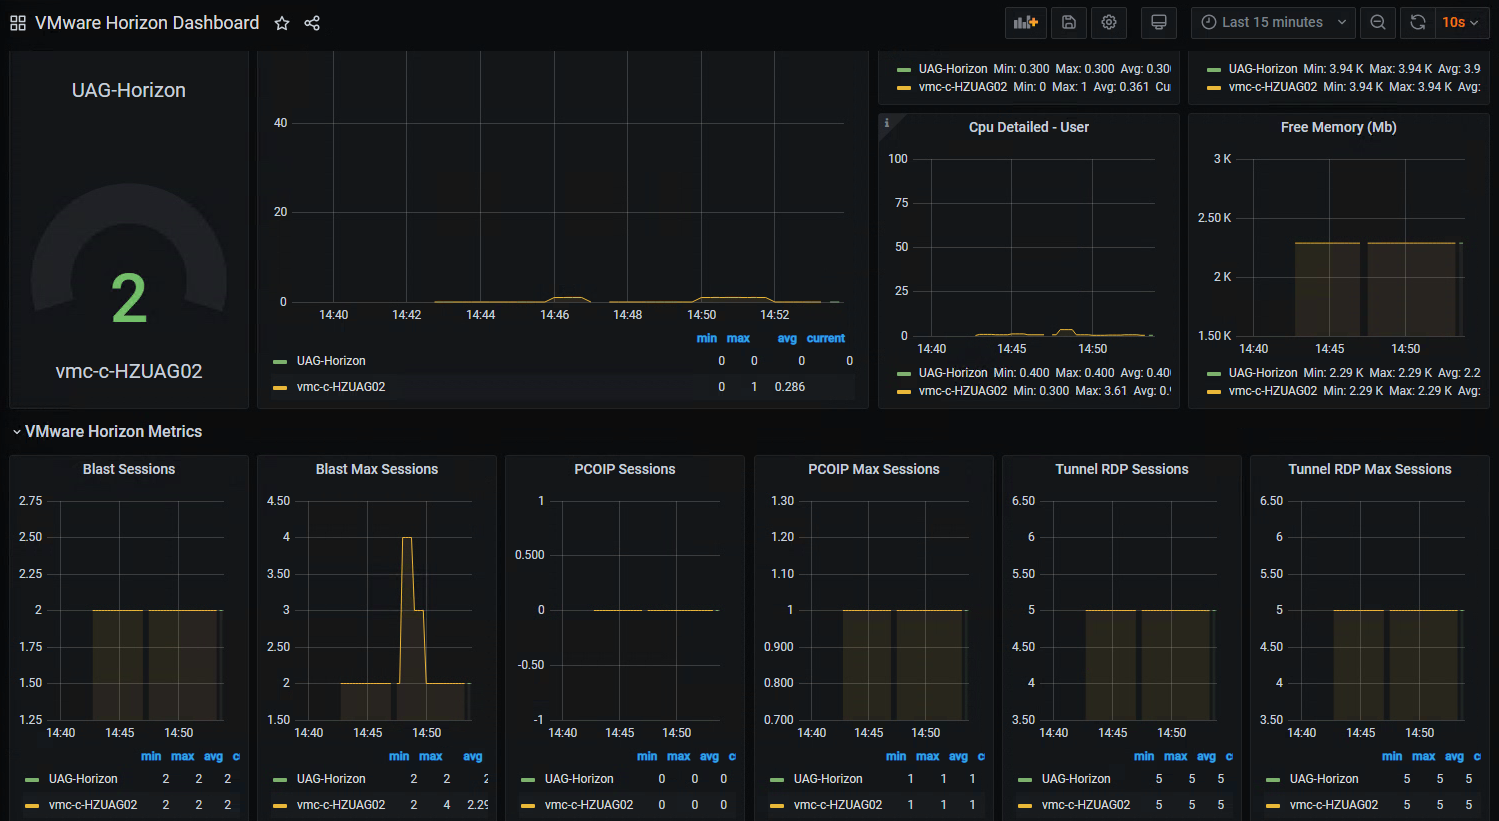 VMware Horizon Dashboard
Last 15 minutes
10s
UAG-Horizon
2
vmc-c-HZUAG02
40
20
0
14:40 14:42 14:44 14:46 14:48 14:50 14:52
min max avg current
UAG-Horizon 0 0 0 0
vmc-c-HZUAG02 0 1 0.286
UAG-Horizon Min: 0.300 Max: 0.300 Avg: 0.30
vmc-c-HZUAG02 Min: 0 Max: 1 Avg: 0.361 Cu
UAG-Horizon Min: 3.94 K Max: 3.94 K Avg: 3.9
vmc-c-HZUAG02 Min: 3.94 K Max: 3.94 K Avg:
i
Cpu Detailed - User
100
75
50
25
0
14:40 14:45 14:50
UAG-Horizon Min: 0.400 Max: 0.400 Avg: 0.40
vmc-c-HZUAG02 Min: 0.300 Max: 3.61 Avg: 0.
Free Memory (Mb)
3 K
2.50 K
2 K
1.50 K
14:40 14:45 14:50
UAG-Horizon Min: 2.29 K Max: 2.29 K Avg: 2.2
vmc-c-HZUAG02 Min: 2.29 K Max: 2.29 K Avg:
VMware Horizon Metrics
Blast Sessions
2.75
2.50
2.25
2
1.75
1.50
1.25
14:40 14:45 14:50
min max avg c
UAG-Horizon 2 2 2
vmc-c-HZUAG02 2 2 2
Blast Max Sessions
4.50
4
3.50
3
2.50
2
1.50
14:40 14:45 14:50
min max avg
UAG-Horizon 2 2 2
vmc-c-HZUAG02 2 4 2.29
PCOIP Sessions
1
0.500
0
-0.50
-1
14:40 14:45 14:50
min max avg c
UAG-Horizon 0 0 0
vmc-c-HZUAG02 0 0 0
PCOIP Max Sessions
1.30
1.20
1.10
1
0.900
0.800
0.700
14:40 14:45 14:50
min max avg c
UAG-Horizon 1 1 1
vmc-c-HZUAG02 1 1 1
Tunnel RDP Sessions
6.50
6
5.50
5
4.50
4
3.50
14:40 14:45 14:50
min max avg c
UAG-Horizon 5 5 5
vmc-c-HZUAG02 5 5 5
Tunnel RDP Max Sessions
6.50
6
5.50
5
4.50
4
3.50
14:40 14:45 14:50
min max avg c
UAG-Horizon 5 5 5
vmc-c-HZUAG02 5 5 5